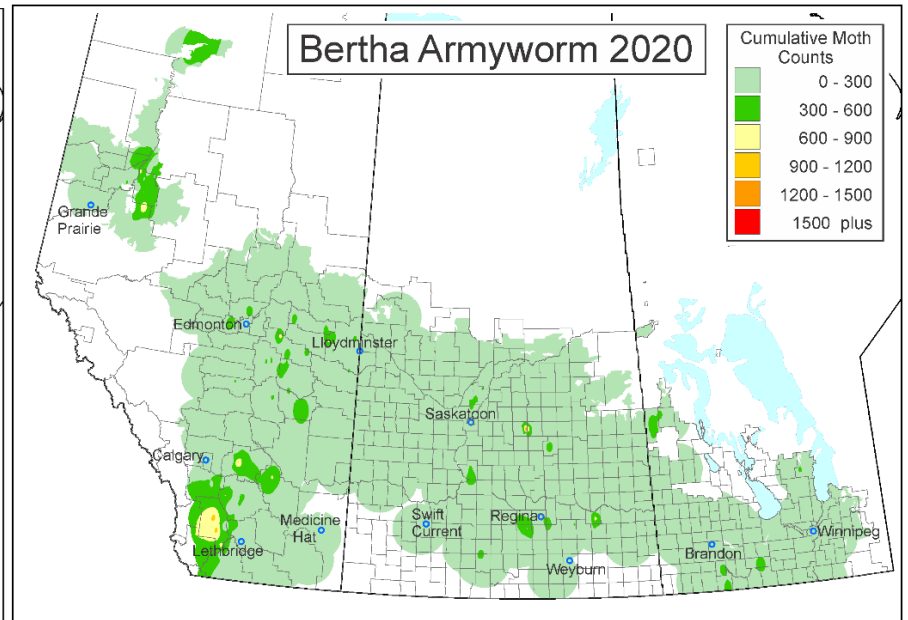 Bertha Armyworm 2020
Cumulative Moth
Counts
0 - 300
300 - 600
600 - 900
900 - 1200
1200 - 1500
1500 plus
Grande
Prairie
Edmonton
Lloydminster
Saskatoon
Calgary
Medicine
Hat
Lethbridge
Swift
Current
Regina
Weyburn
Brandon
Winnipeg